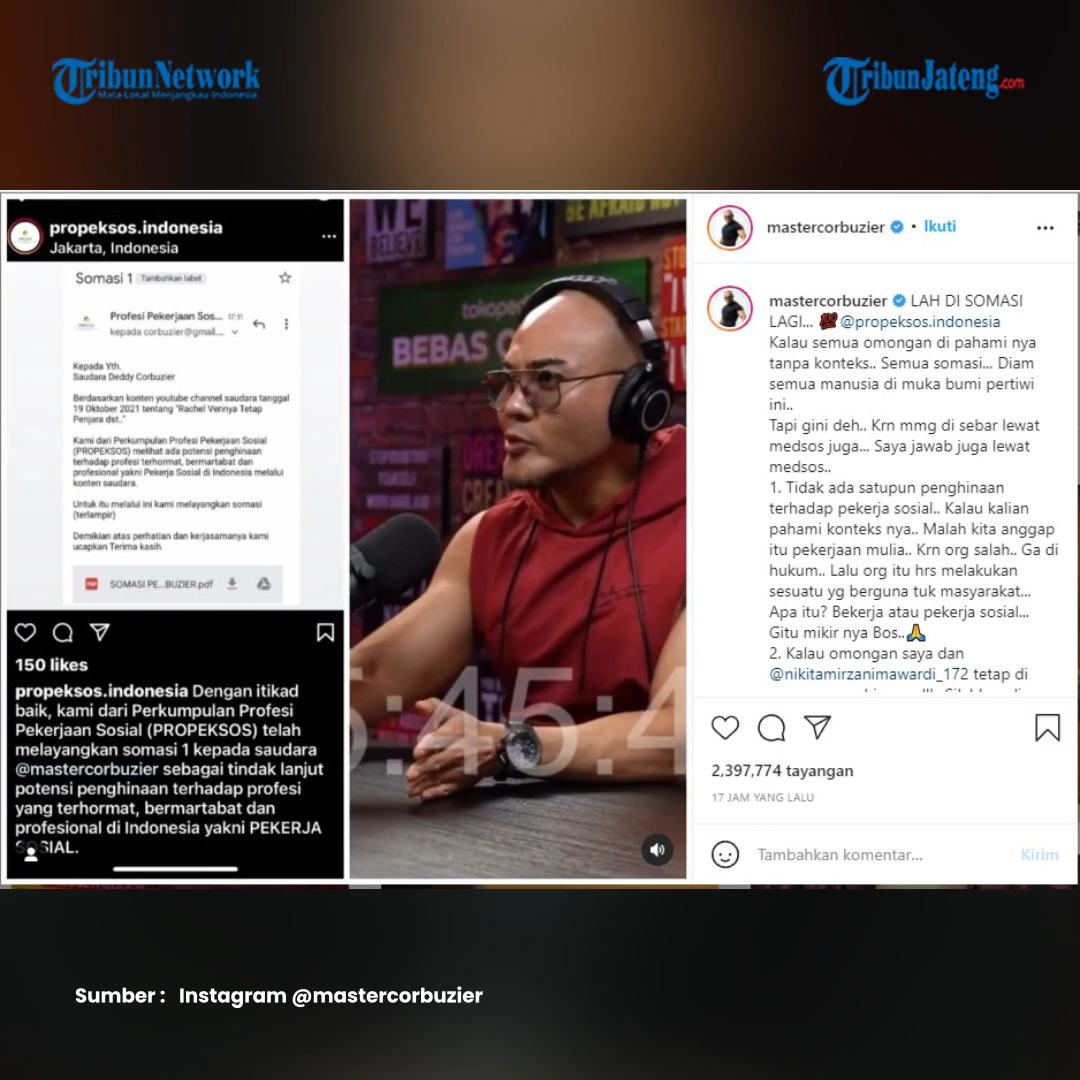 TribunNetwork
Mata Lokal Menjangkau Indonesia
TribunJateng.com
propeksos.indonesia
Jakarta, Indonesia
Somasi 1 Tambahkan label
Profesi Pekerjaan Sos... 17:11
kepada corbuzier@gmail....
Kepada Yth.
Saudara Deddy Corbuzier
Berdasarkan konten youtube channel saudara tanggal
19 Oktober 2021 tentang "Rachel Vennya Tetap
Penjara dst.."
Kami dari Perkumpulan Profesi Pekerjaan Sosial
(PROPEKSOS) melihat ada potensi penghinaan
terhadap profesi terhormat, bermartabat dan
profesional yakni Pekerja Sosial di Indonesia melalui
konten saudara.
Untuk itu melalui ini kami melayangkan somasi
(terlampir)
Demikian atas perhatian dan kerjasamanya kami
ucapkan Terima kasih.
PDF SOMASI PE...BUZIER.pdf
150 likes
propeksos.indonesia Dengan itikad
baik, kami dari Perkumpulan Profesi
Pekerjaan Sosial (PROPEKSOS) telah
melayangkan somasi 1 kepada saudara
@mastercorbuzier sebagai tindak lanjut
potensi penghinaan terhadap profesi
yang terhormat, bermartabat dan
profesional di Indonesia yakni PEKERJA
SOSIAL.
WE
BELIEVE
BE AFRAID NOT
tokoped
BEBAS
5:45:4
mastercorbuzier • Ikuti
mastercorbuzier LAH DI SOMASI
LAGI... 💯 @propeksos.indonesia
Kalau semua omongan di pahami nya
tanpa konteks.. Semua somasi... Diam
semua manusia di muka bumi pertiwi
ini..
Tapi gini deh.. Krn mmg di sebar lewat
medsos juga... Saya jawab juga lewat
medsos..
1. Tidak ada satupun penghinaan
terhadap pekerja sosial.. Kalau kalian
pahami konteks nya.. Malah kita anggap
itu pekerjaan mulia.. Krn org salah.. Ga di
hukum.. Lalu org itu hrs melakukan
sesuatu yg berguna tuk masyarakat...
Apa itu? Bekerja atau pekerja sosial...
Gitu mikir nya Bos..🙏
2. Kalau omongan saya dan
@nikitamirzanimawardi_172 tetap di
2,397,774 tayangan
17 JAM YANG LALU
Tambahkan komentar... Kirim
Sumber : Instagram @mastercorbuzier